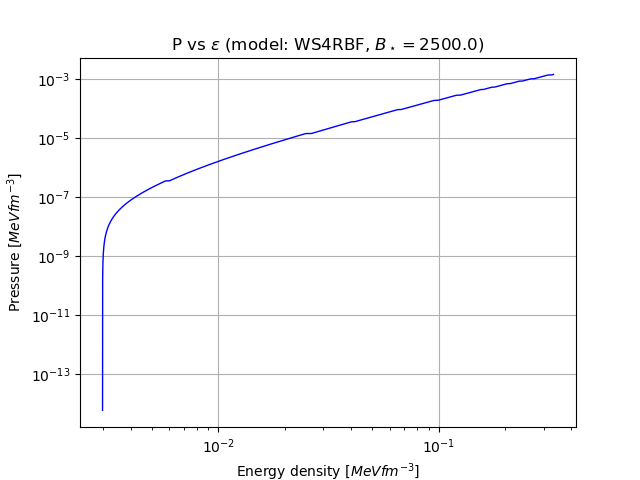 P vs ε (model: WS4RBF, B⋆ = 2500.0)
10⁻³
10⁻⁵
10⁻⁷
10⁻⁹
10⁻¹¹
10⁻¹³
Pressure [MeVfm⁻³]
10⁻² 10⁻¹
Energy density [MeVfm⁻³]